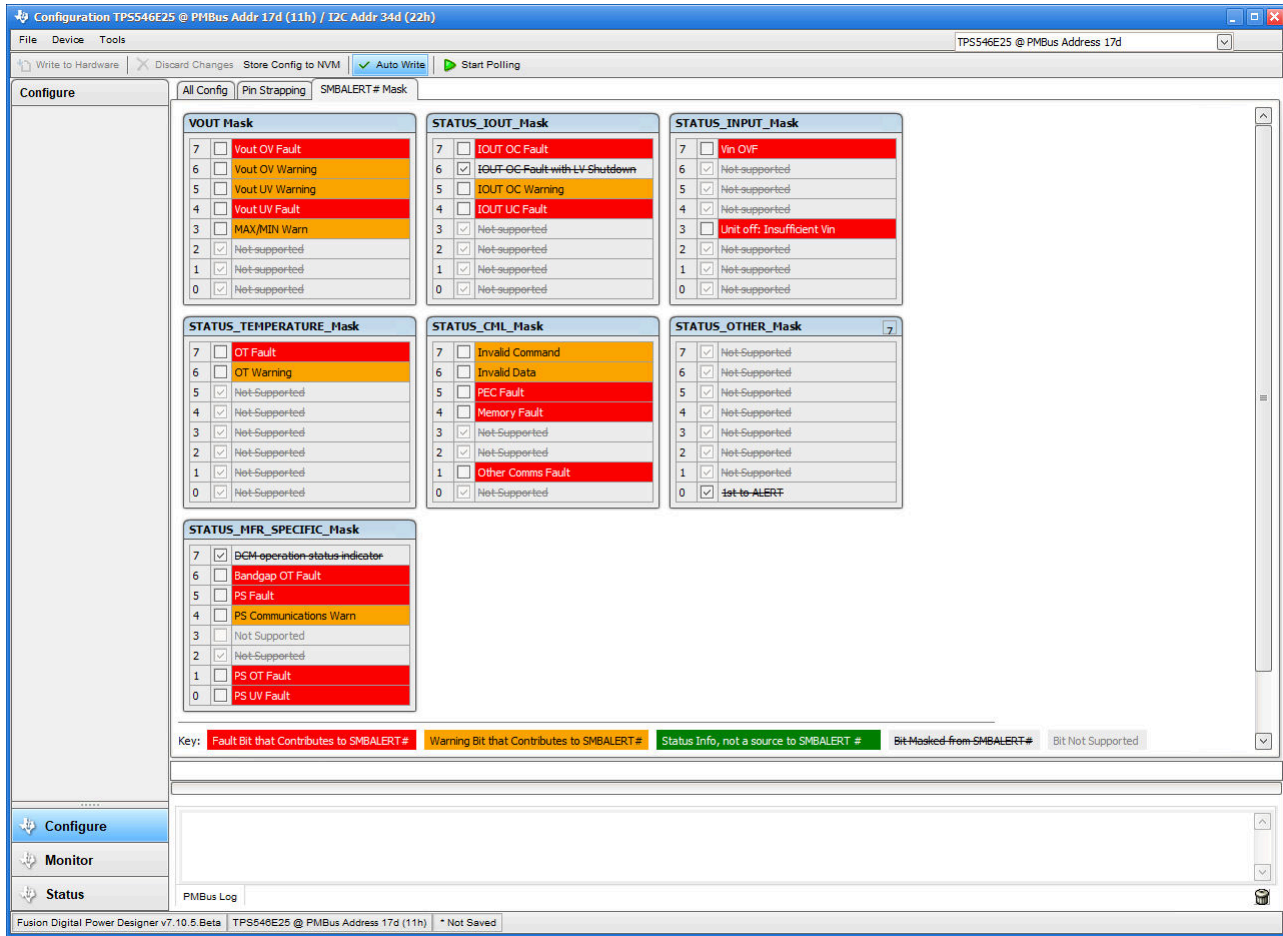 Configuration TPS546E25 @ PMBus Addr 17d (11h) / I2C Addr 34d (22h)
File Device Tools
TPS546E25 @ PMBus Address 17d
Write to Hardware Discard Changes Store Config to NVM Auto Write Start Polling
Configure
All Config Pin Strapping SMBALERT# Mask
VOUT Mask
7 Vout OV Fault
6 Vout OV Warning
5 Vout UV Warning
4 Vout UV Fault
3 MAX/MIN Warn
2 Not supported
1 Not supported
0 Not supported
STATUS_IOUT_Mask
7 IOUT OC Fault
6 IOUT OC Fault with LV Shutdown
5 IOUT OC Warning
4 IOUT UC Fault
3 Not supported
2 Not supported
1 Not supported
0 Not supported
STATUS_INPUT_Mask
7 Vin OVF
6 Not supported
5 Not supported
4 Not supported
3 Unit off: Insufficient Vin
2 Not supported
1 Not supported
0 Not supported
STATUS_TEMPERATURE_Mask
7 OT Fault
6 OT Warning
5 Not Supported
4 Not Supported
3 Not Supported
2 Not Supported
1 Not Supported
0 Not Supported
STATUS_CML_Mask
7 Invalid Command
6 Invalid Data
5 PEC Fault
4 Memory Fault
3 Not Supported
2 Not Supported
1 Other Comms Fault
0 Not Supported
STATUS_OTHER_Mask 7
7 Not Supported
6 Not Supported
5 Not Supported
4 Not Supported
3 Not Supported
2 Not Supported
1 Not Supported
0 1st to ALERT
STATUS_MFR_SPECIFIC_Mask
7 DCM operation status indicator
6 Bandgap OT Fault
5 PS Fault
4 PS Communications Warn
3 Not Supported
2 Not Supported
1 PS OT Fault
0 PS UV Fault
Key: Fault Bit that Contributes to SMBALERT# Warning Bit that Contributes to SMBALERT# Status Info, not a source to SMBALERT # Bit Masked from SMBALERT# Bit Not Supported
Configure
Monitor
Status
PMBus Log
Fusion Digital Power Designer v7.10.5.Beta TPS546E25 @ PMBus Address 17d (11h) * Not Saved